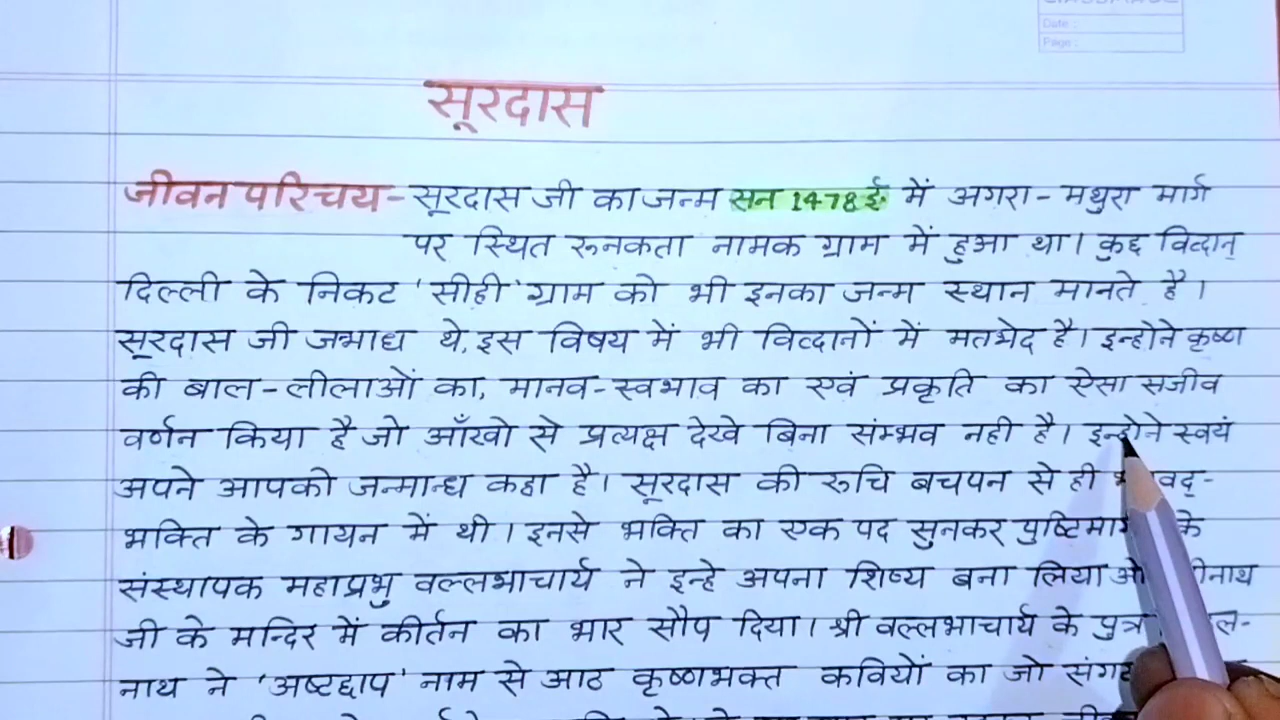 Date :
Page :
सूरदास
जीवन परिचय - सूरदास जी का जन्म सन 1478 ई. में अगरा - मथुरा मार्ग
पर स्थित रुनकता नामक ग्राम में हुआ था। कुछ विद्वान्
दिल्ली के निकट 'सीही' ग्राम को भी इनका जन्म स्थान मानते है।
सूरदास जी जन्मांध थे, इस विषय में भी विद्वानों में मतभेद है। इन्होने कृष्ण
की बाल-लीलाओं का, मानव-स्वभाव का एवं प्रकृति का ऐसा सजीव
वर्णन किया है जो आँखो से प्रत्यक्ष देखे बिना संम्भव नही है। इन्होने स्वयं
अपने आपको जन्मान्ध कहा है। सूरदास की रुचि बचपन से ही
भक्ति के गायन में थी। इनसे भक्ति का एक पद सुनकर के
संस्थापक महाप्रभु वल्लभाचार्य ने इन्हे अपना शिष्य बना लिया
जी के मन्दिर में कीर्तन का भार सौप दिया। श्री वल्लभाचार्य के पुत्र
नाथ ने 'अष्टछाप' नाम से आठ कृष्णभक्त कवियों का जो